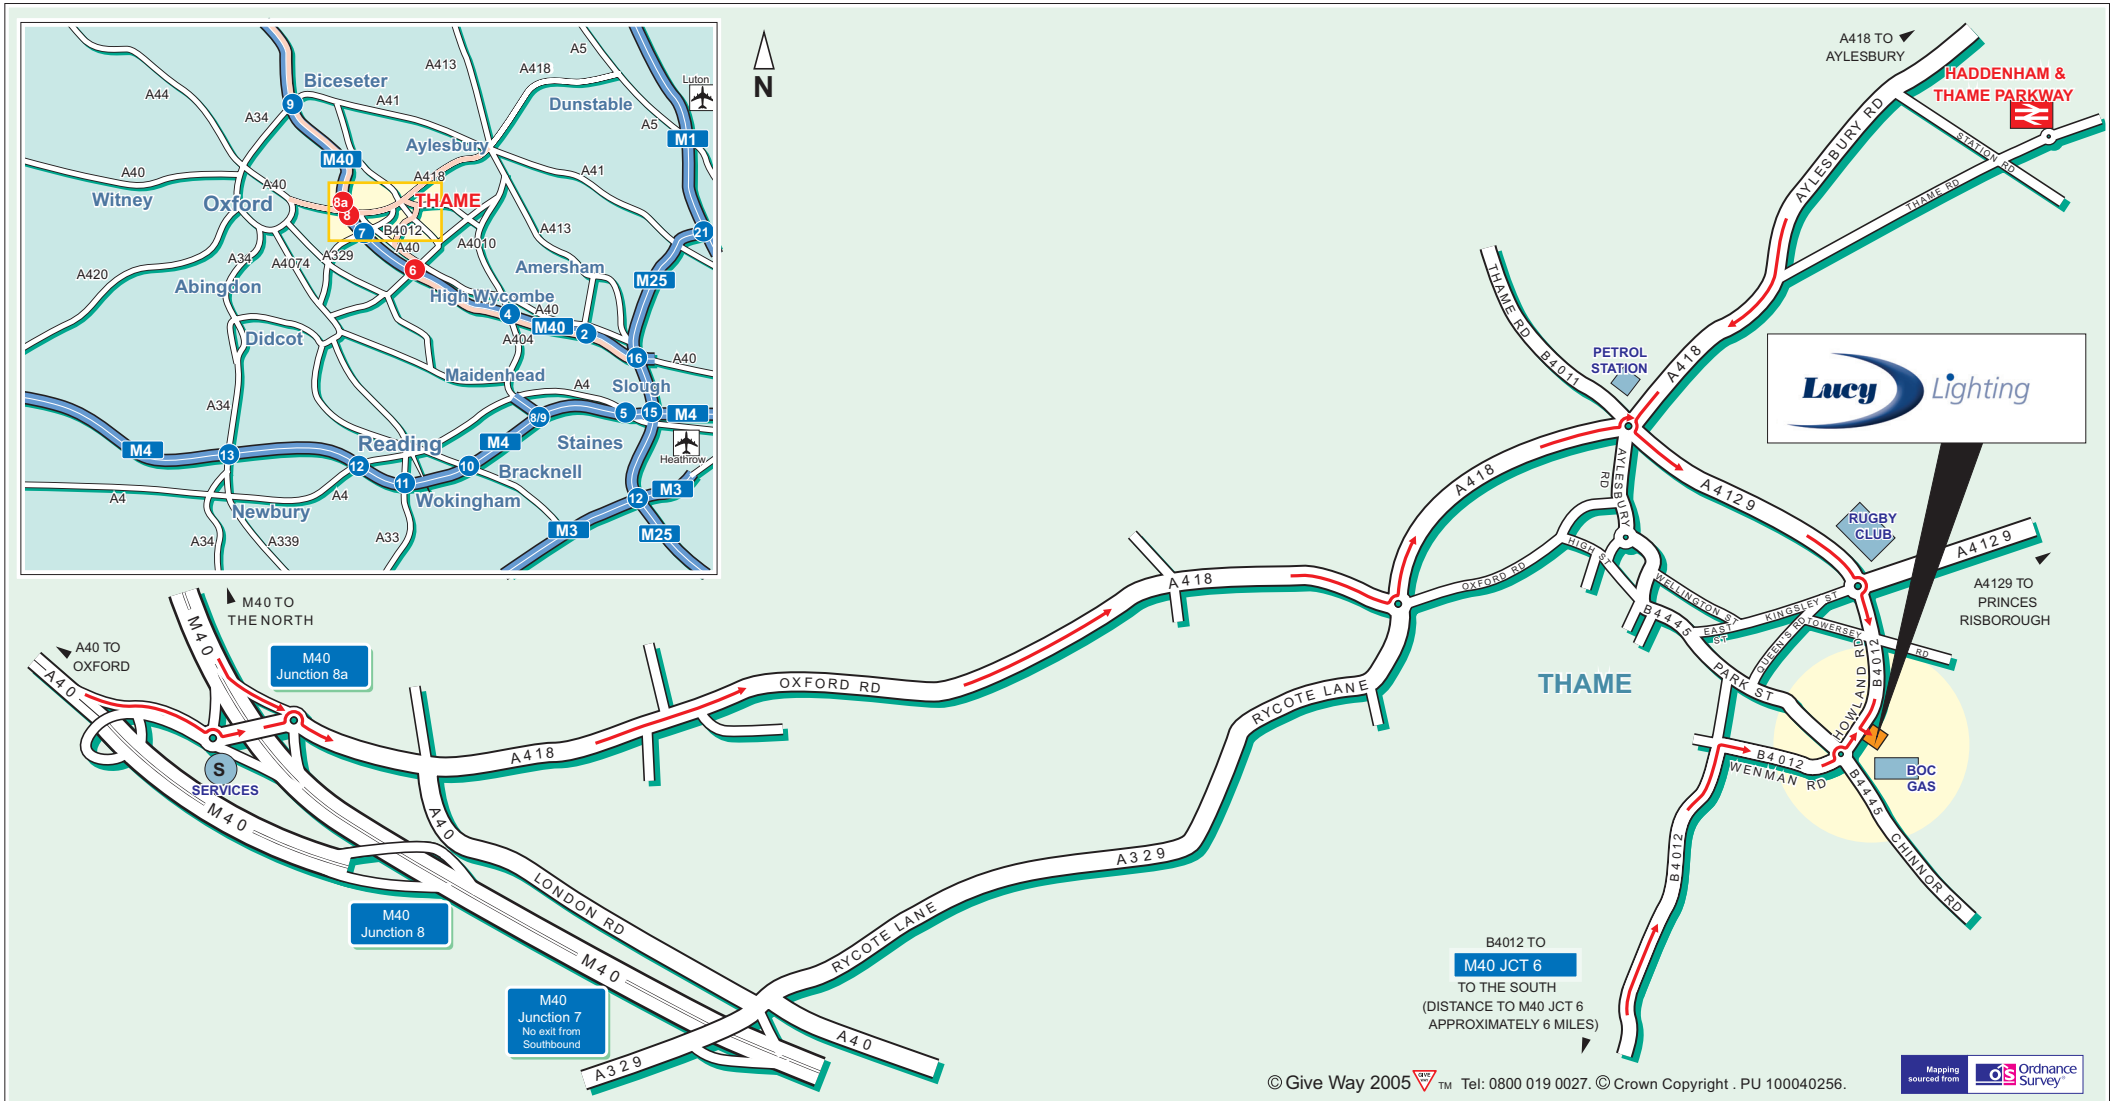 A5
A413
A418
Biceseter
Luton
A44
A41
Dunstable
9
A34
A5
M1
Aylesbury
M40
A40
A418
A41
Witney
A40
Oxford
8a
8
THAME
7
B4012
21
A34
A4074
A329
A40
A4010
A413
A420
6
Amersham
M25
Abingdon
High Wycombe
4
A40
M40
2
Didcot
A404
16
A40
Maidenhead
A4
Slough
A34
8/9
5
15
M4
M4
13
Reading
M4
Staines
12
10
Bracknell
Heathrow
11
A4
A4
Wokingham
12
M3
Newbury
M3
M25
A34
A339
A33
N
A418 TO
AYLESBURY
HADDENHAM &
THAME PARKWAY
AYLESBURY RD
STATION RD
THAME RD
THAME RD
B4011
PETROL
STATION
A418
Lucy Lighting
A418
AYLESBURY
RD
A4129
RUGBY
CLUB
A4129
A4129 TO
PRINCES
RISBOROUGH
A418
OXFORD RD
HIGH ST
WELLINGTON ST
KINGSLEY ST
B4445
EAST
ST
QUEEN'S RD
TOWERSEY
RD
HOWLAND RD
B4012
THAME
PARK ST
M40 TO
THE NORTH
A40 TO
OXFORD
M40
M40
Junction 8a
A40
OXFORD RD
RYCOTE LANE
A418
S
SERVICES
B4012
WENMAN RD
BOC
GAS
B4445
CHINNOR RD
M40
A40
B4012
A329
LONDON RD
M40
Junction 8
RYCOTE LANE
M40
B4012 TO
M40 JCT 6
TO THE SOUTH
(DISTANCE TO M40 JCT 6
APPROXIMATELY 6 MILES)
M40
Junction 7
No exit from
Southbound
A40
A329
© Give Way 2005 GIVE WAY TM Tel: 0800 019 0027. © Crown Copyright . PU 100040256.
Mapping
sourced from
OS Ordnance
Survey®